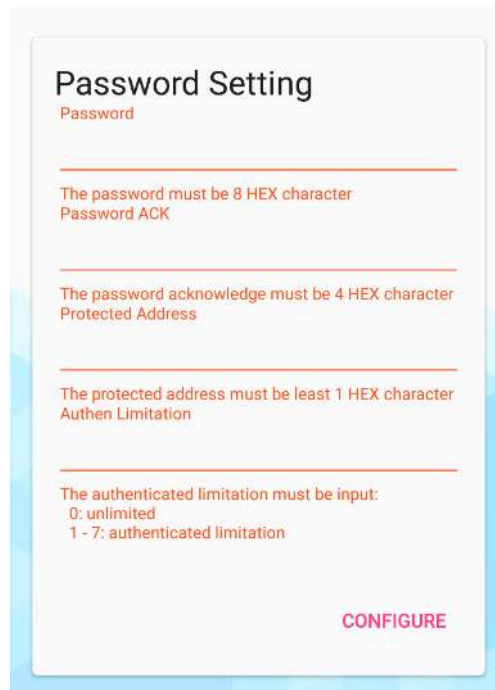 Password Setting
Password
The password must be 8 HEX character
Password ACK
The password acknowledge must be 4 HEX character
Protected Address
The protected address must be least 1 HEX character
Authen Limitation
The authenticated limitation must be input:
0: unlimited
1 - 7: authenticated limitation
CONFIGURE